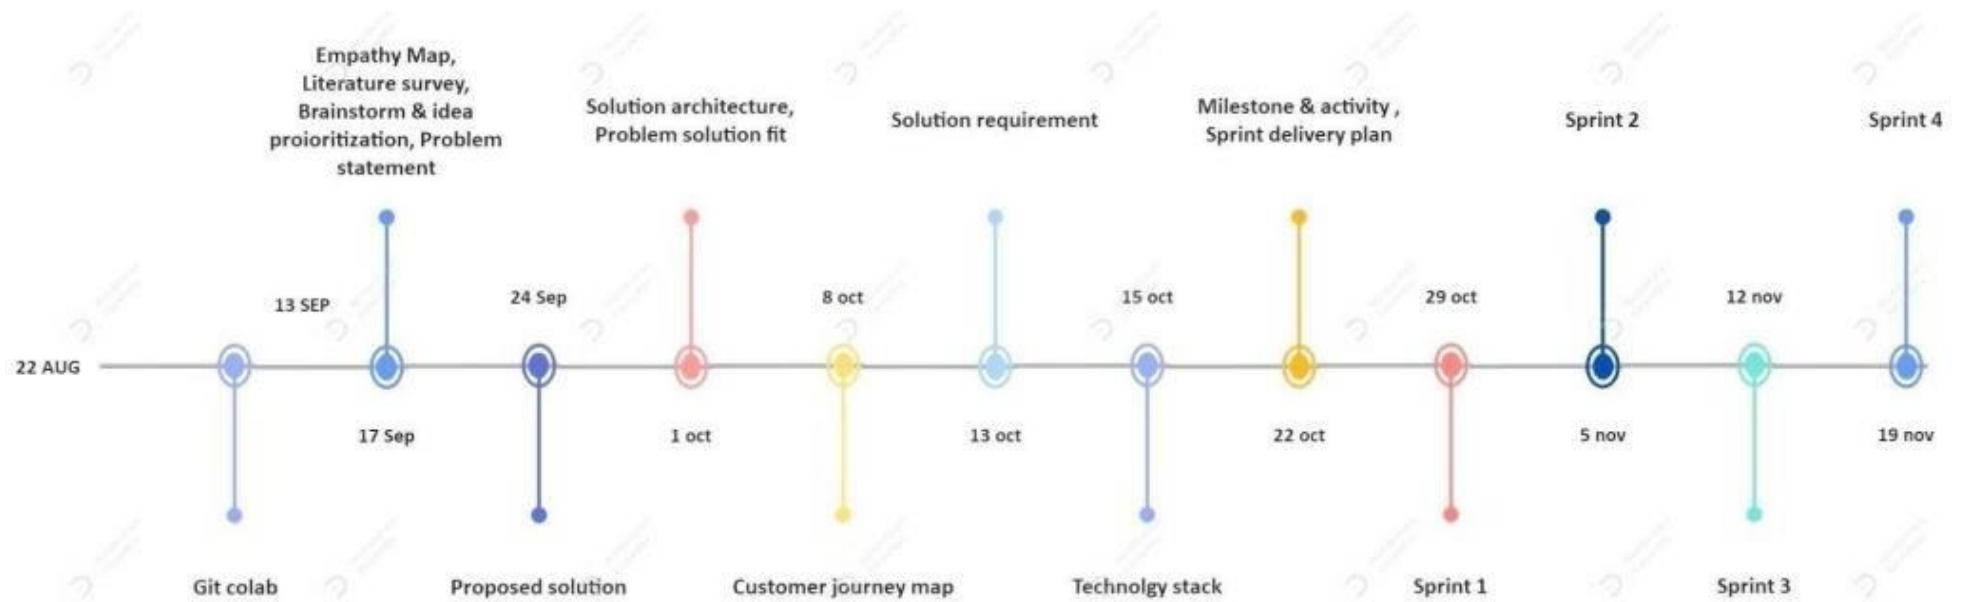 Empathy Map,
Literature survey,
Brainstorm & idea
proioritization, Problem
statement
Solution architecture,
Problem solution fit
Solution requirement
Milestone & activity ,
Sprint delivery plan
Sprint 2
Sprint 4
13 SEP
24 Sep
8 oct
15 oct
29 oct
12 nov
22 AUG
17 Sep
1 oct
13 oct
22 oct
5 nov
19 nov
Git colab
Proposed solution
Customer journey map
Technolgy stack
Sprint 1
Sprint 3